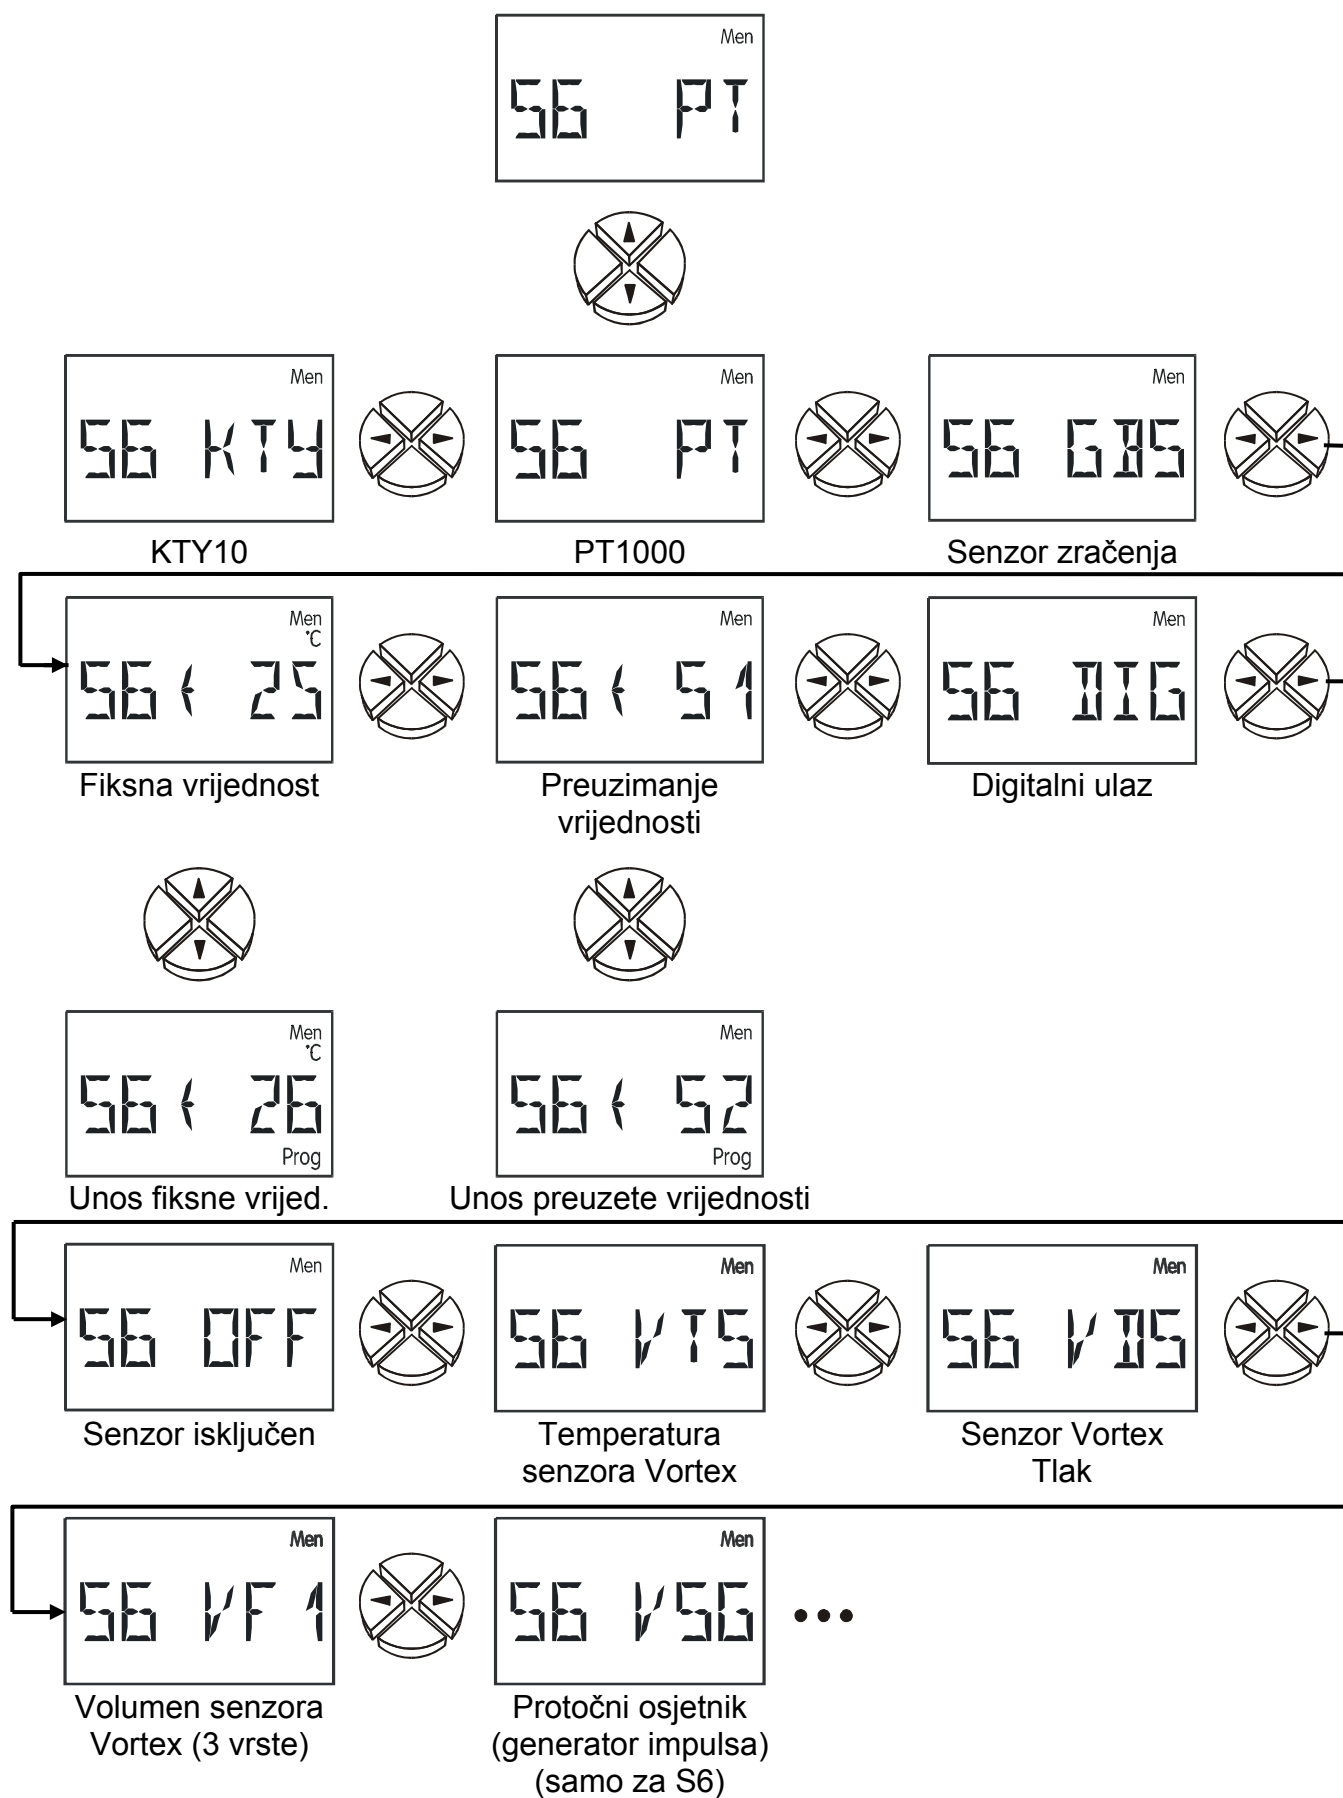 Men
S6 PT
Men
S6 KTY
Men
S6 PT
Men
S6 GBS
KTY10
PT1000
Senzor zračenja
Men
°C
S6< 25
Men
S6< S1
Men
S6 DIG
Fiksna vrijednost
Preuzimanje
vrijednosti
Digitalni ulaz
Men
°C
S6< 26
Prog
Men
S6< S2
Prog
Unos fiksne vrijed.
Unos preuzete vrijednosti
Men
S6 OFF
Men
S6 VTS
Men
S6 VDS
Senzor isključen
Temperatura
senzora Vortex
Senzor Vortex
Tlak
Men
S6 VF1
Men
S6 VSG
•••
Volumen senzora
Vortex (3 vrste)
Protočni osjetnik
(generator impulsa)
(samo za S6)